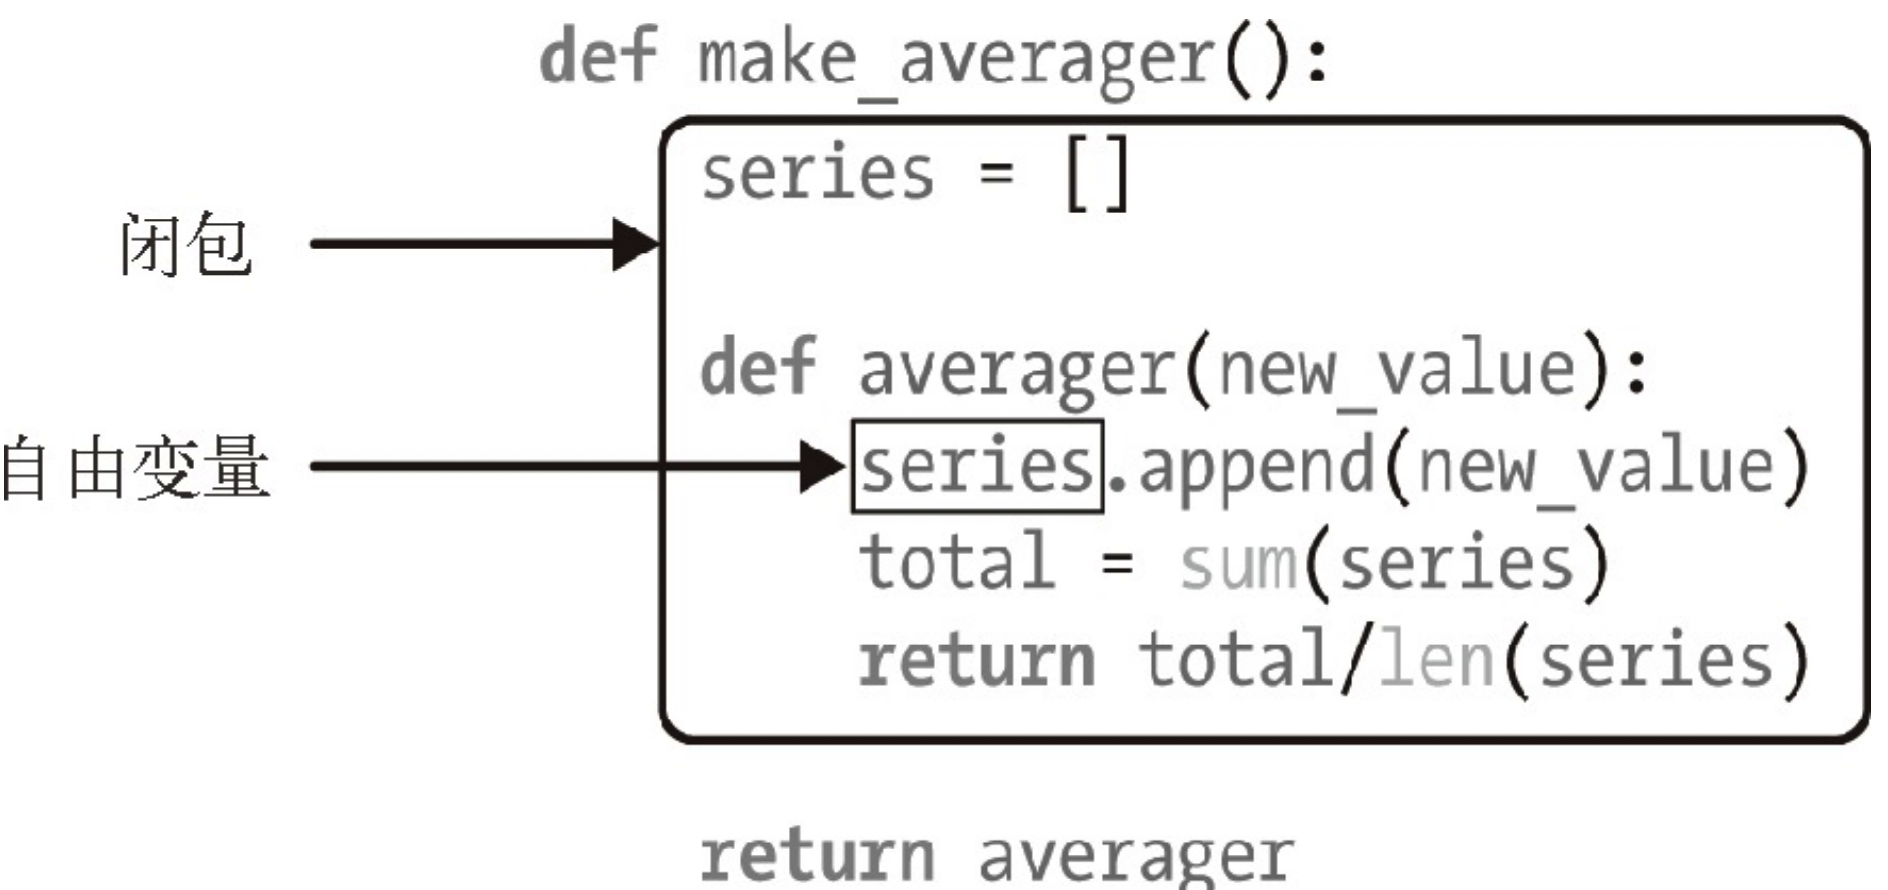 def make_averager():
series = []
闭包
def averager(new_value):
自由变量
series.append(new_value)
total = sum(series)
return total/len(series)
return averager